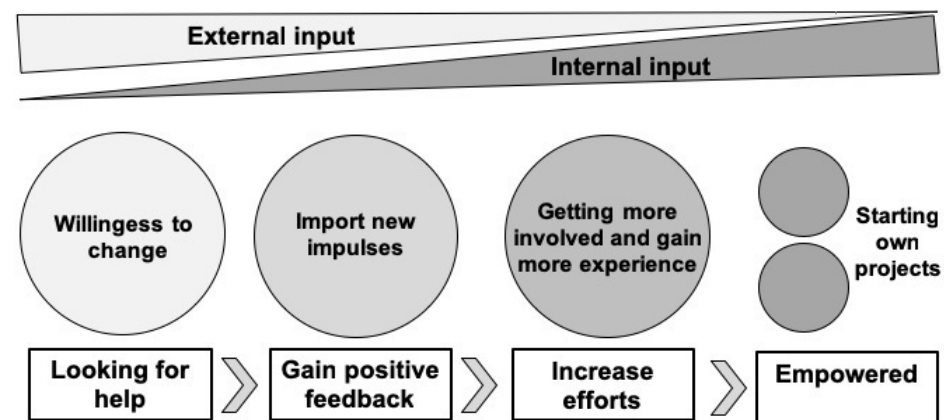 External input
Internal input
Willingess to
change
Import new
impulses
Getting more
involved and gain
more experience
Starting
own
projects
Looking for
help
Gain positive
feedback
Increase
efforts
Empowered